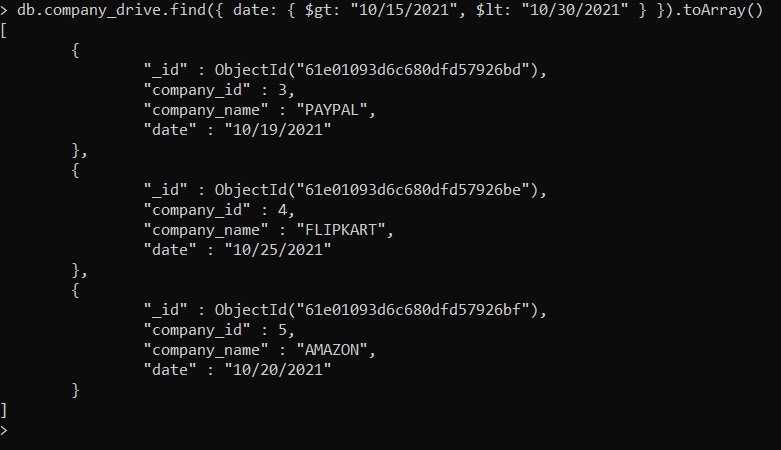 > db.company_drive.find({ date: { $gt: "10/15/2021", $lt: "10/30/2021" } }).toArray()
[
{
"_id" : ObjectId("61e01093d6c680dfd57926bd"),
"company_id" : 3,
"company_name" : "PAYPAL",
"date" : "10/19/2021"
},
{
"_id" : ObjectId("61e01093d6c680dfd57926be"),
"company_id" : 4,
"company_name" : "FLIPKART",
"date" : "10/25/2021"
},
{
"_id" : ObjectId("61e01093d6c680dfd57926bf"),
"company_id" : 5,
"company_name" : "AMAZON",
"date" : "10/20/2021"
}
]
>